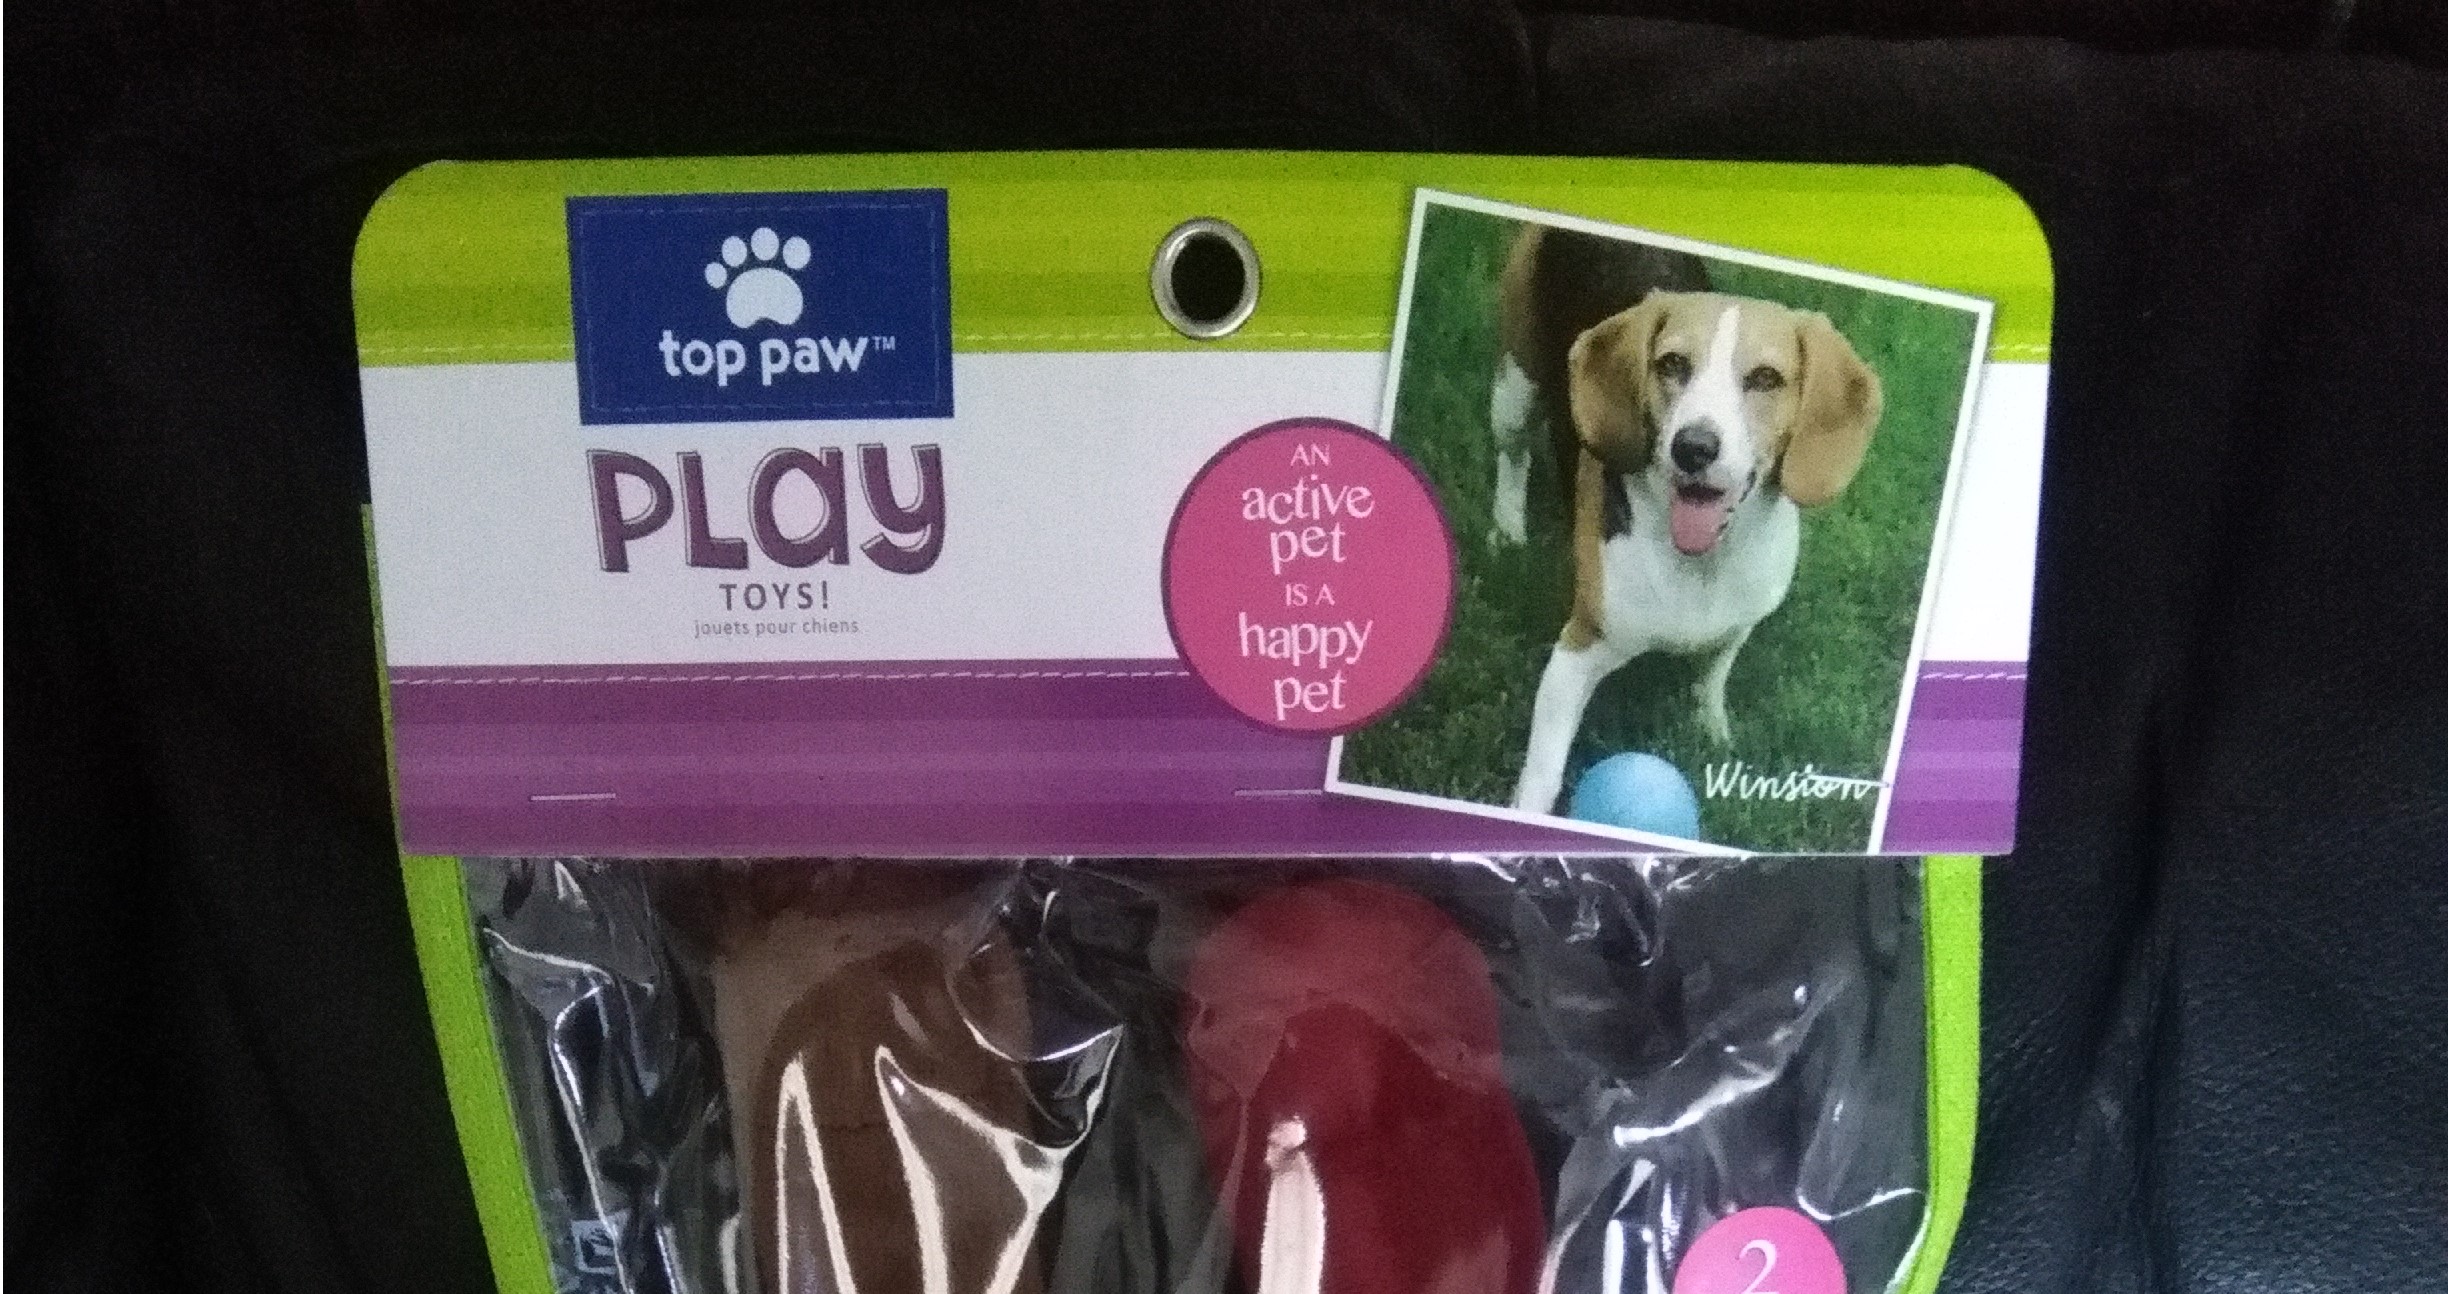 top paw™
PLay
TOYS!
jouets pour chiens
AN
active
pet
IS A
happy
pet
Winston
2